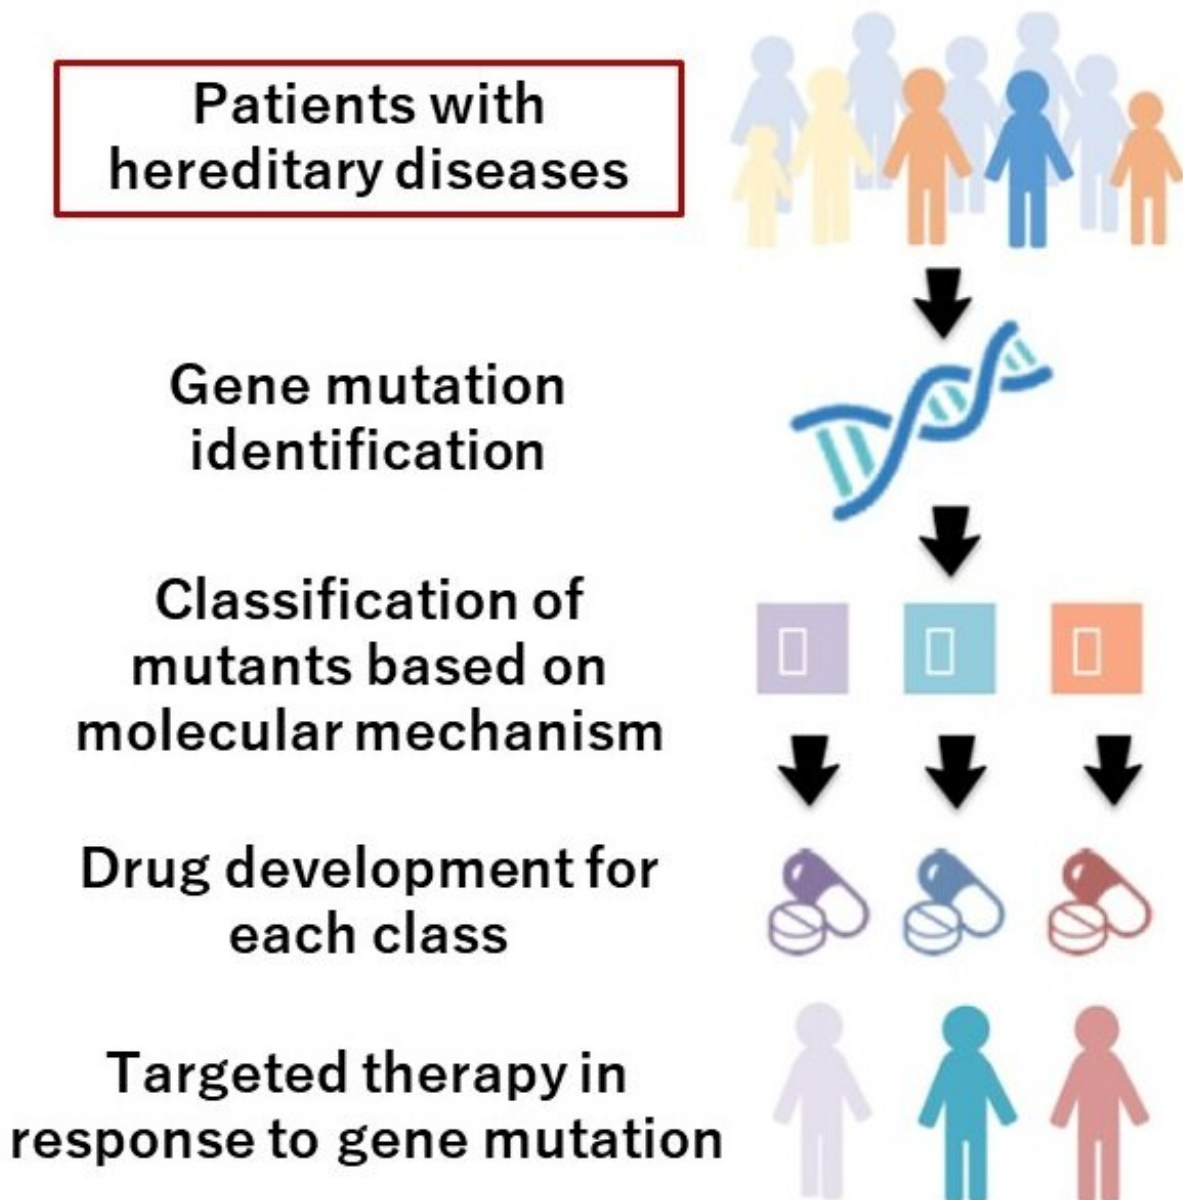 Patients with
hereditary diseases
Gene mutation
identification
Classification of
mutants based on
molecular mechanism
Drug development for
each class
Targeted therapy in
response to gene mutation